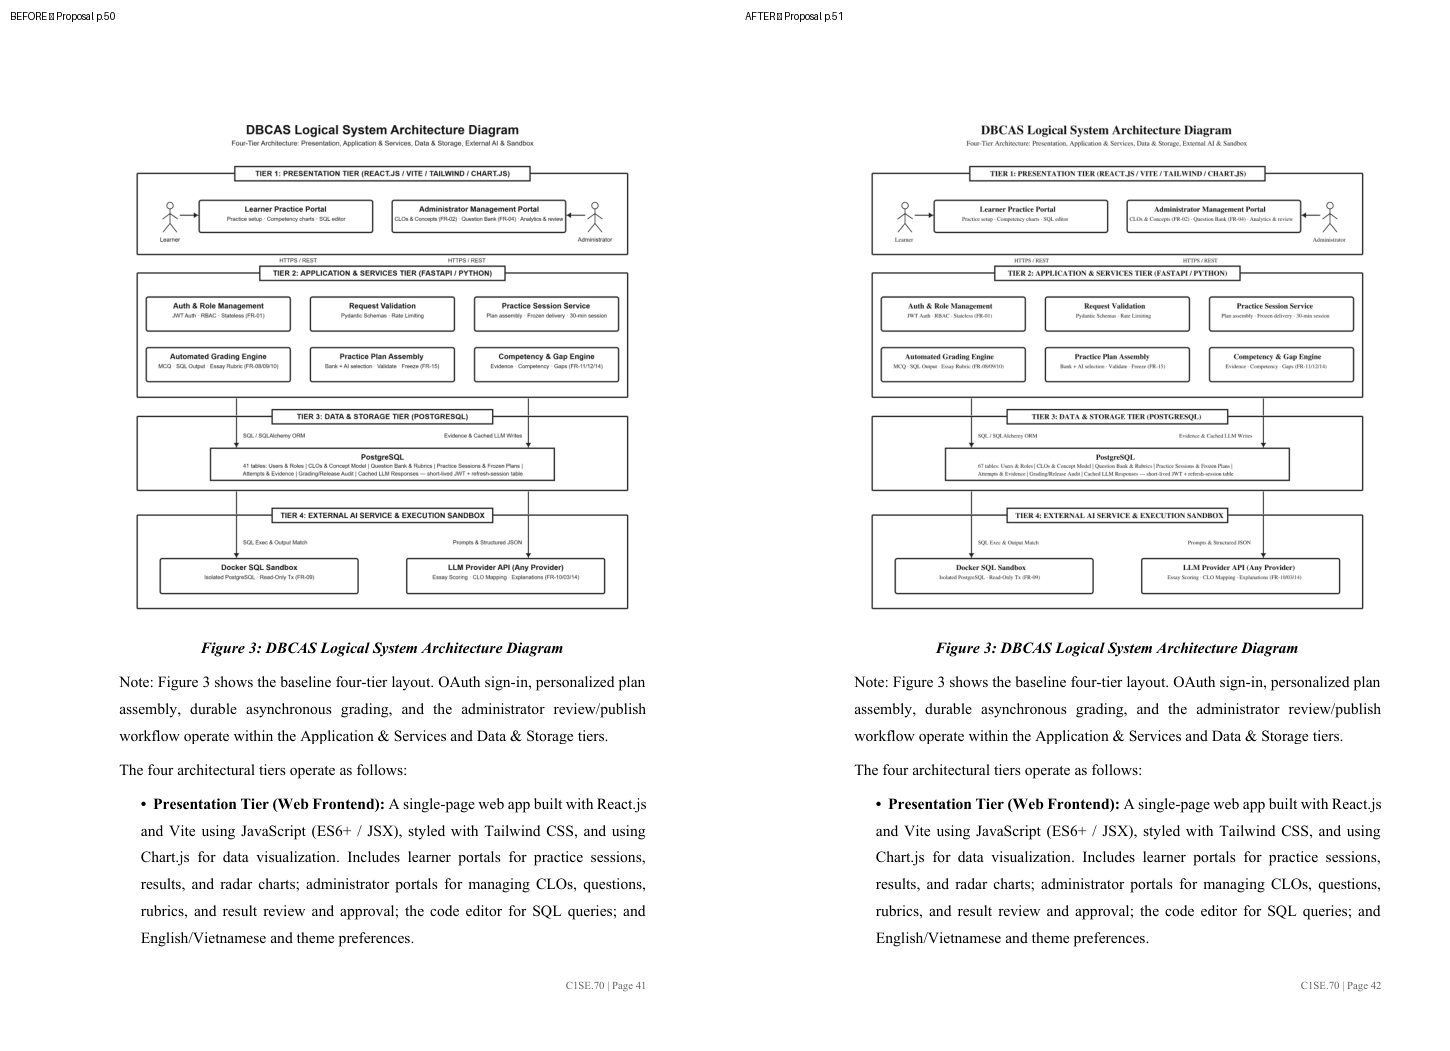 BEFORE Proposal p.50
DBCAS Logical System Architecture Diagram
Four-Tier Architecture: Presentation, Application & Services, Data & Storage, External AI & Sandbox
TIER 1: PRESENTATION TIER (REACT.JS / VITE / TAILWIND / CHART.JS)
Learner Practice Portal
Practice setup · Competency charts · SQL editor
Administrator Management Portal
CLOs & Concepts (FR-02) · Question Bank (FR-04) · Analytics & review
Learner
Administrator
HTTPS / REST
HTTPS / REST
TIER 2: APPLICATION & SERVICES TIER (FASTAPI / PYTHON)
Auth & Role Management
JWT Auth · RBAC · Stateless (FR-01)
Request Validation
Pydantic Schemas · Rate Limiting
Practice Session Service
Plan assembly · Frozen delivery · 30-min session
Automated Grading Engine
MCQ · SQL Output · Essay Rubric (FR-08/09/10)
Practice Plan Assembly
Bank + AI selection · Validate · Freeze (FR-15)
Competency & Gap Engine
Evidence · Competency · Gaps (FR-11/12/14)
TIER 3: DATA & STORAGE TIER (POSTGRESQL)
SQL / SQLAlchemy ORM
Evidence & Cached LLM Writes
PostgreSQL
41 tables: Users & Roles | CLOs & Concept Model | Question Bank & Rubrics | Practice Sessions & Frozen Plans |
Attempts & Evidence | Grading/Release Audit | Cached LLM Responses — short-lived JWT + refresh-session table
TIER 4: EXTERNAL AI SERVICE & EXECUTION SANDBOX
SQL Exec & Output Match
Prompts & Structured JSON
Docker SQL Sandbox
Isolated PostgreSQL · Read-Only Tx (FR-09)
LLM Provider API (Any Provider)
Essay Scoring · CLO Mapping · Explanations (FR-10/03/14)
Figure 3: DBCAS Logical System Architecture Diagram
Note: Figure 3 shows the baseline four-tier layout. OAuth sign-in, personalized plan
assembly, durable asynchronous grading, and the administrator review/publish
workflow operate within the Application & Services and Data & Storage tiers.
The four architectural tiers operate as follows:
• Presentation Tier (Web Frontend): A single-page web app built with React.js
and Vite using JavaScript (ES6+ / JSX), styled with Tailwind CSS, and using
Chart.js for data visualization. Includes learner portals for practice sessions,
results, and radar charts; administrator portals for managing CLOs, questions,
rubrics, and result review and approval; the code editor for SQL queries; and
English/Vietnamese and theme preferences.
C1SE.70 | Page 41
AFTER Proposal p.51
DBCAS Logical System Architecture Diagram
Four-Tier Architecture: Presentation, Application & Services, Data & Storage, External AI & Sandbox
TIER 1: PRESENTATION TIER (REACT.JS / VITE / TAILWIND / CHART.JS)
Learner Practice Portal
Practice setup · Competency charts · SQL editor
Administrator Management Portal
CLOs & Concepts (FR-02) · Question Bank (FR-04) · Analytics & review
Learner
Administrator
HTTPS / REST
HTTPS / REST
TIER 2: APPLICATION & SERVICES TIER (FASTAPI / PYTHON)
Auth & Role Management
JWT Auth · RBAC · Stateless (FR-01)
Request Validation
Pydantic Schemas · Rate Limiting
Practice Session Service
Plan assembly · Frozen delivery · 30-min session
Automated Grading Engine
MCQ · SQL Output · Essay Rubric (FR-08/09/10)
Practice Plan Assembly
Bank + AI selection · Validate · Freeze (FR-15)
Competency & Gap Engine
Evidence · Competency · Gaps (FR-11/12/14)
TIER 3: DATA & STORAGE TIER (POSTGRESQL)
SQL / SQLAlchemy ORM
Evidence & Cached LLM Writes
PostgreSQL
67 tables: Users & Roles | CLOs & Concept Model | Question Bank & Rubrics | Practice Sessions & Frozen Plans |
Attempts & Evidence | Grading/Release Audit | Cached LLM Responses — short-lived JWT + refresh-session table
TIER 4: EXTERNAL AI SERVICE & EXECUTION SANDBOX
SQL Exec & Output Match
Prompts & Structured JSON
Docker SQL Sandbox
Isolated PostgreSQL · Read-Only Tx (FR-09)
LLM Provider API (Any Provider)
Essay Scoring · CLO Mapping · Explanations (FR-10/03/14)
Figure 3: DBCAS Logical System Architecture Diagram
Note: Figure 3 shows the baseline four-tier layout. OAuth sign-in, personalized plan
assembly, durable asynchronous grading, and the administrator review/publish
workflow operate within the Application & Services and Data & Storage tiers.
The four architectural tiers operate as follows:
• Presentation Tier (Web Frontend): A single-page web app built with React.js
and Vite using JavaScript (ES6+ / JSX), styled with Tailwind CSS, and using
Chart.js for data visualization. Includes learner portals for practice sessions,
results, and radar charts; administrator portals for managing CLOs, questions,
rubrics, and result review and approval; the code editor for SQL queries; and
English/Vietnamese and theme preferences.
C1SE.70 | Page 42